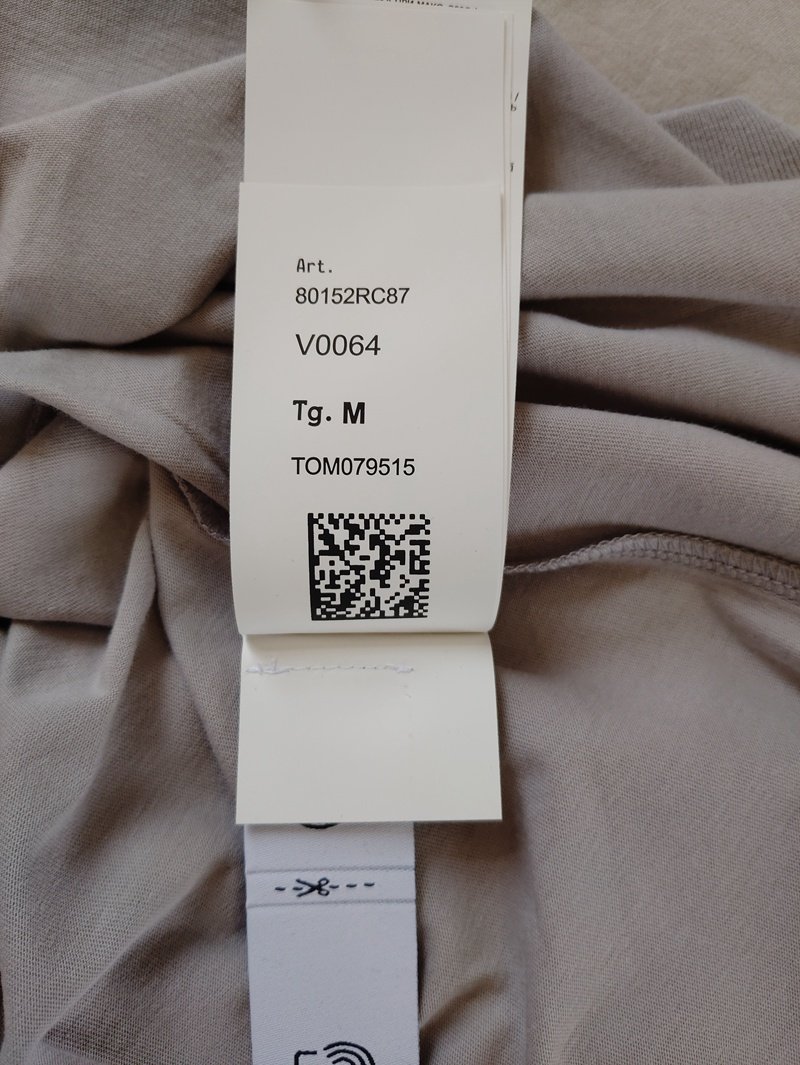 Art.
80152RC87
V0064
Tg. M
TOM079515